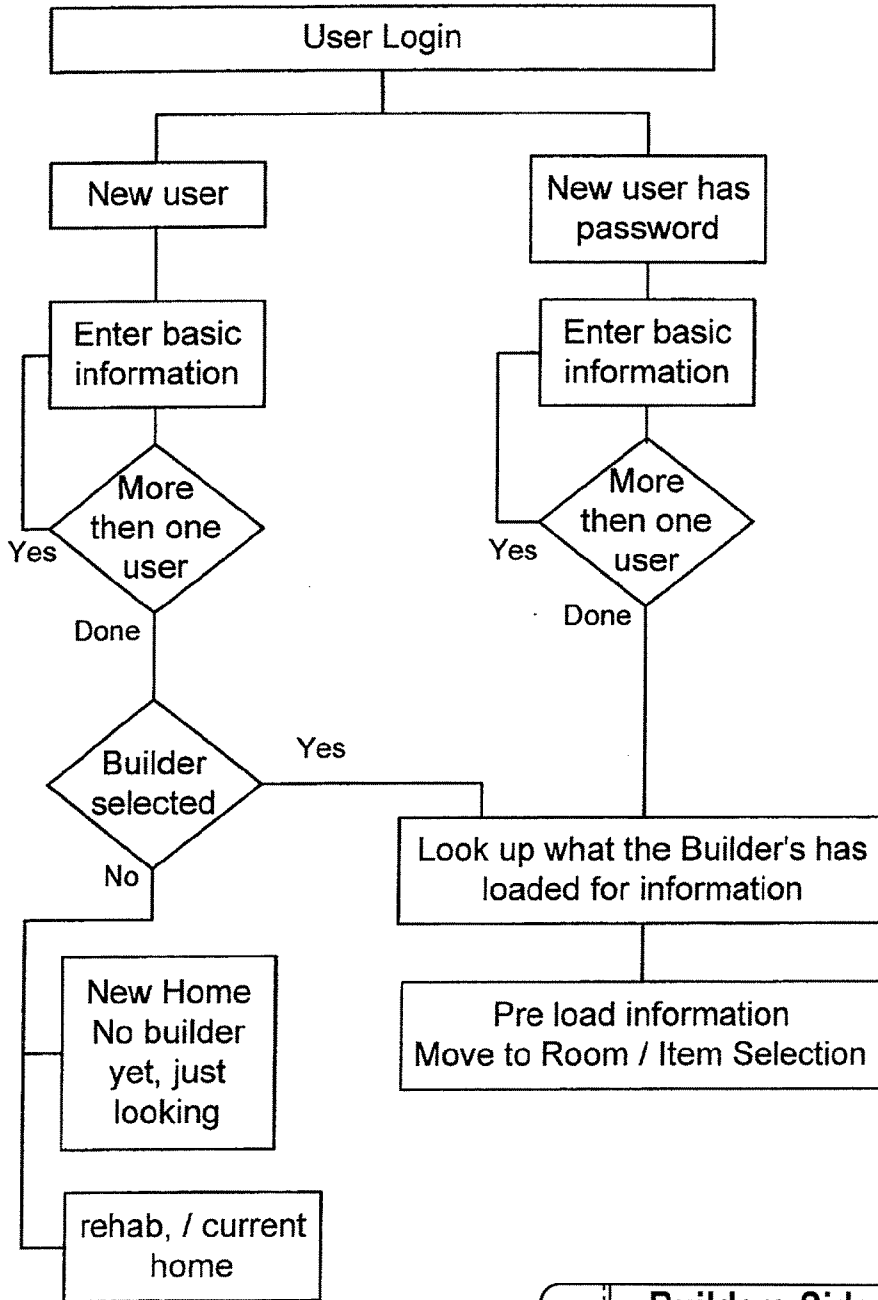 User Login
New user
New user has
password
Enter basic
information
Enter basic
information
More
then one
user
Yes
Done
More
then one
user
Yes
Done
Builder
selected
Yes
No
Look up what the Builder's has
loaded for information
New Home
No builder
yet, just
looking
Pre load information
Move to Room / Item Selection
rehab, / current
home
Builders Side